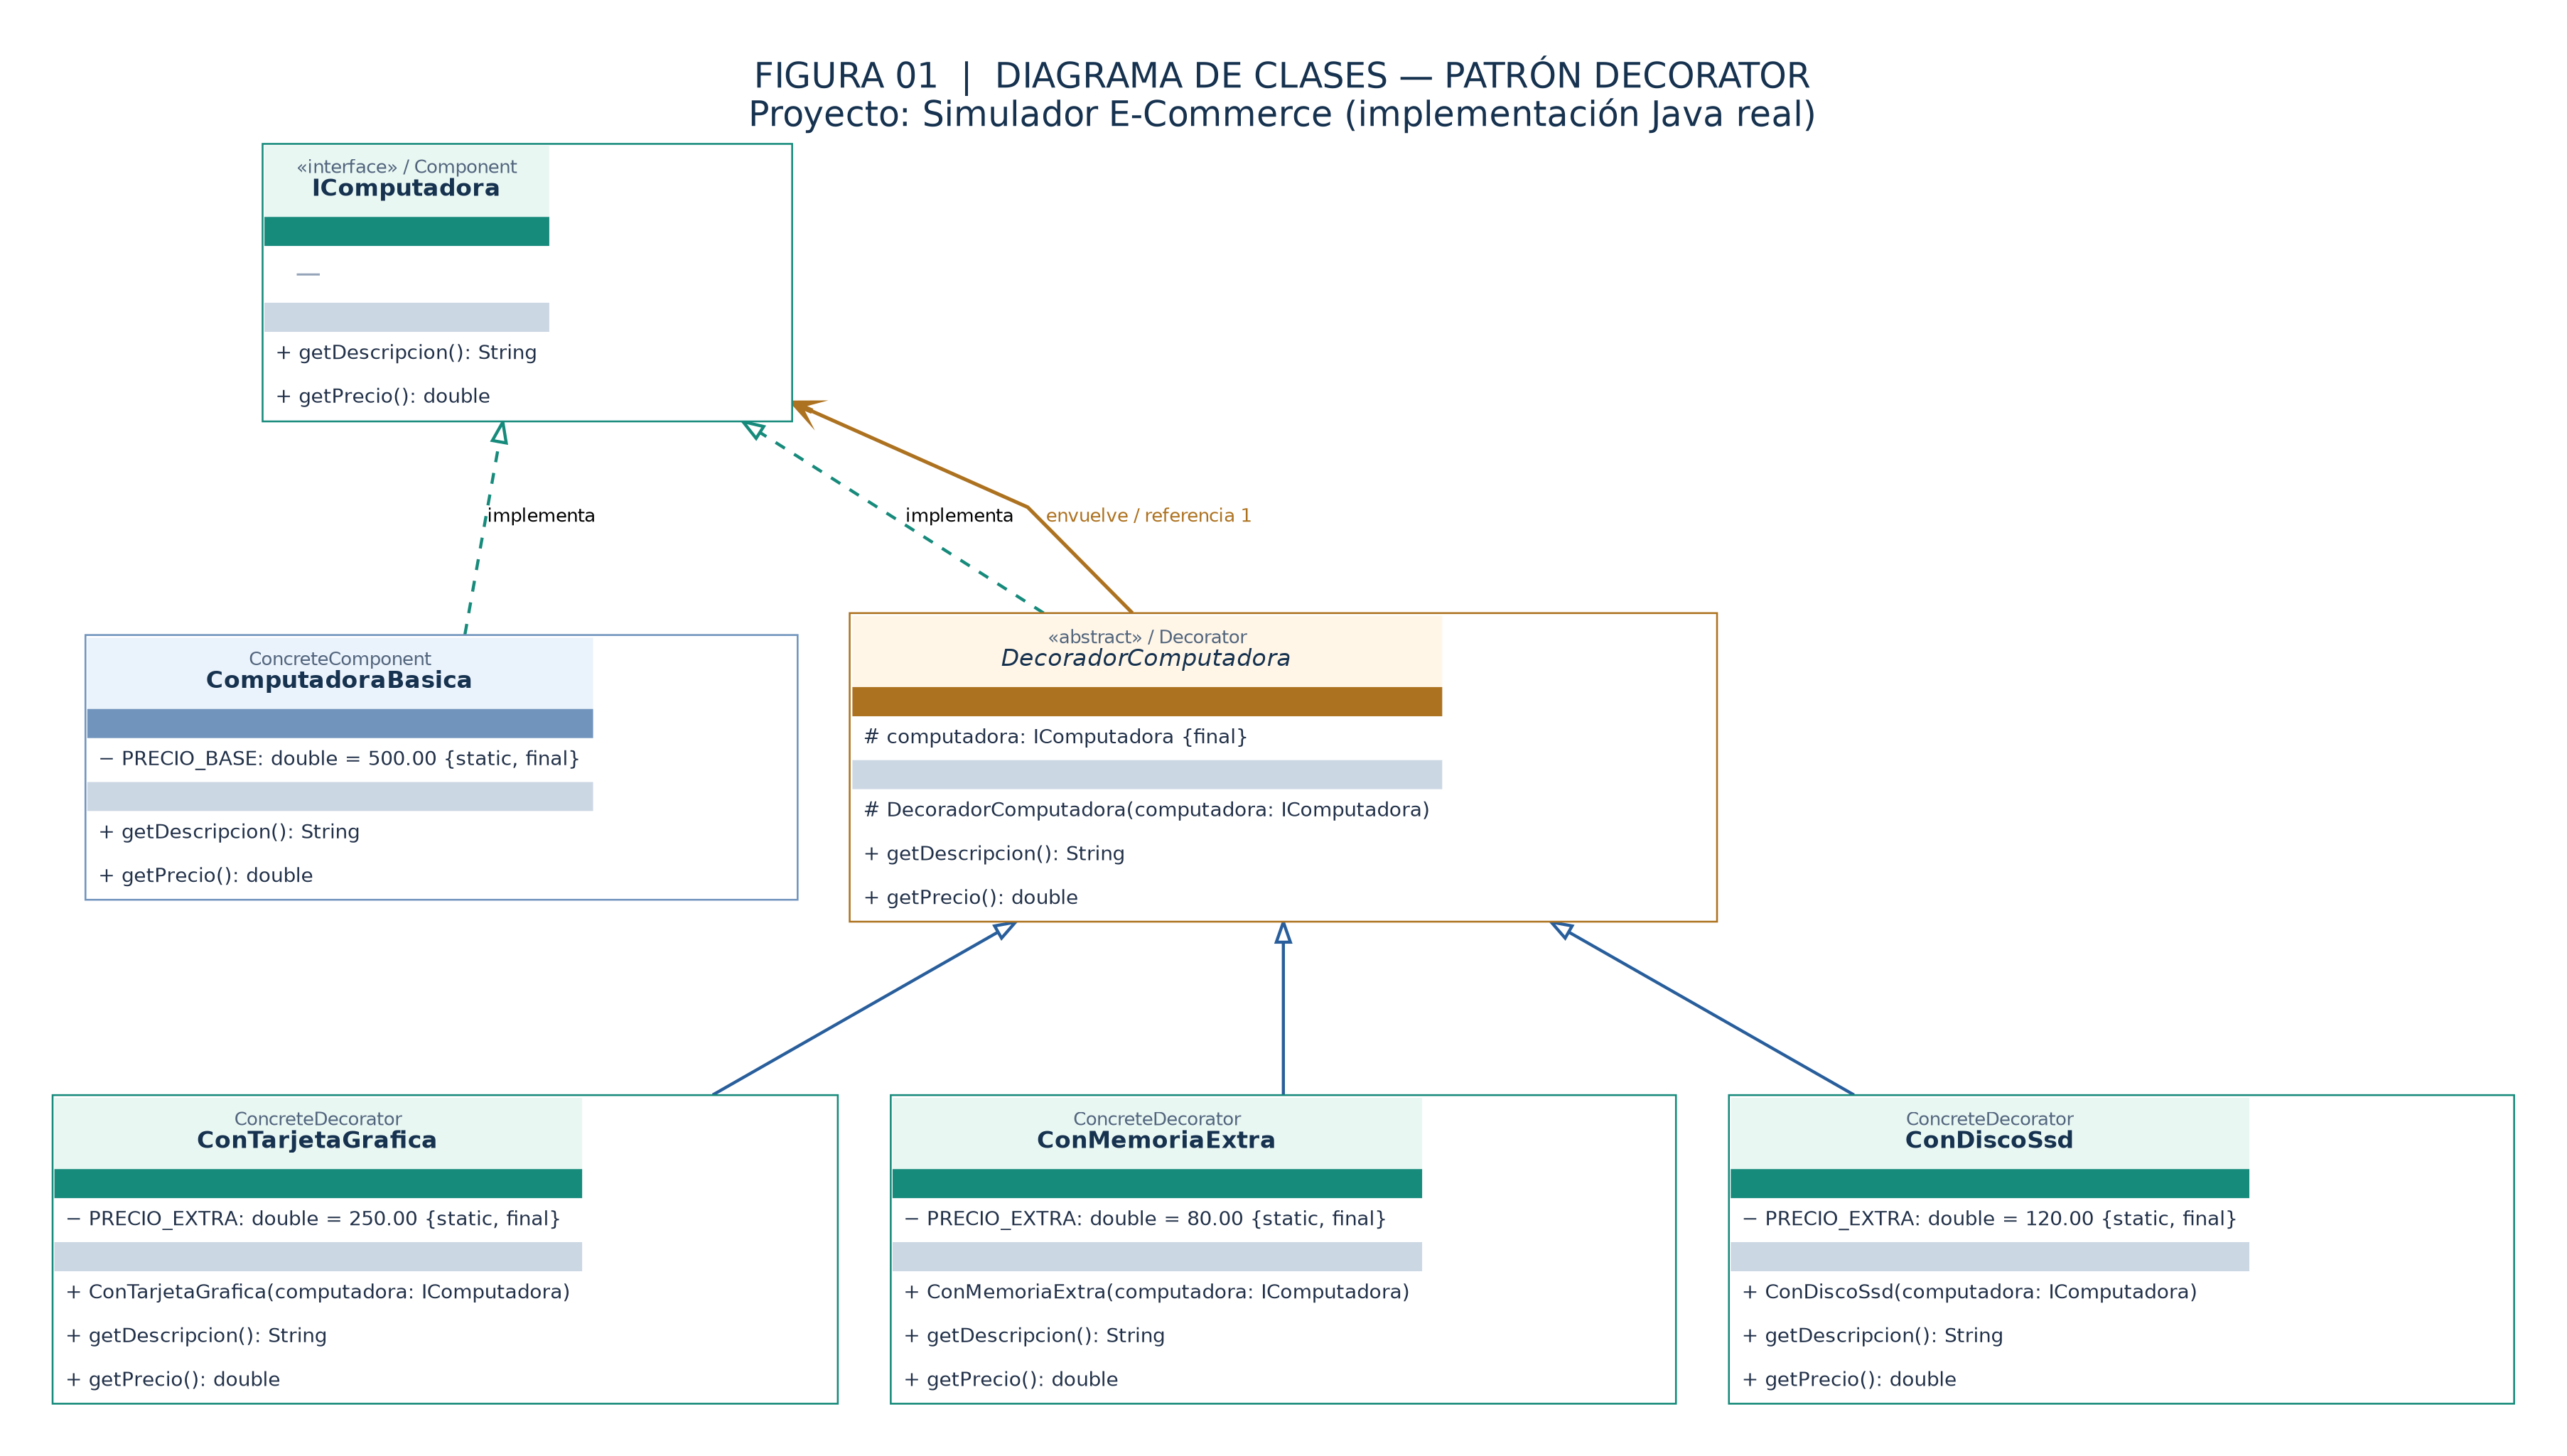 FIGURA 01 | DIAGRAMA DE CLASES — PATRÓN DECORATOR
Proyecto: Simulador E-Commerce (implementación Java real)
«interface» / Component
IComputadora
—
+ getDescripcion(): String
+ getPrecio(): double
implementa
implementa
envuelve / referencia 1
ConcreteComponent
ComputadoraBasica
− PRECIO_BASE: double = 500.00 {static, final}
+ getDescripcion(): String
+ getPrecio(): double
«abstract» / Decorator
DecoradorComputadora
# computadora: IComputadora {final}
# DecoradorComputadora(computadora: IComputadora)
+ getDescripcion(): String
+ getPrecio(): double
ConcreteDecorator
ConTarjetaGrafica
− PRECIO_EXTRA: double = 250.00 {static, final}
+ ConTarjetaGrafica(computadora: IComputadora)
+ getDescripcion(): String
+ getPrecio(): double
ConcreteDecorator
ConMemoriaExtra
− PRECIO_EXTRA: double = 80.00 {static, final}
+ ConMemoriaExtra(computadora: IComputadora)
+ getDescripcion(): String
+ getPrecio(): double
ConcreteDecorator
ConDiscoSsd
− PRECIO_EXTRA: double = 120.00 {static, final}
+ ConDiscoSsd(computadora: IComputadora)
+ getDescripcion(): String
+ getPrecio(): double